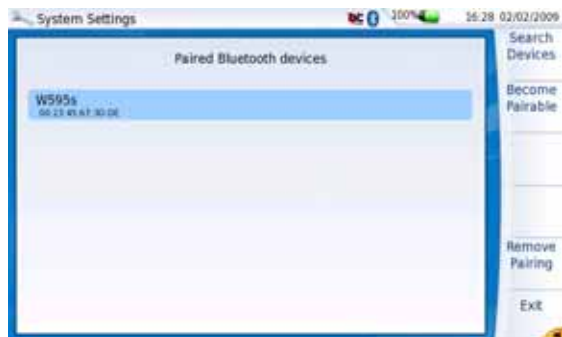 System Settings DC 100% 16:28 02/02/2009
Search
Devices
Paired Bluetooth devices
Become
Pairable
W595s
Remove
Pairing
Exit